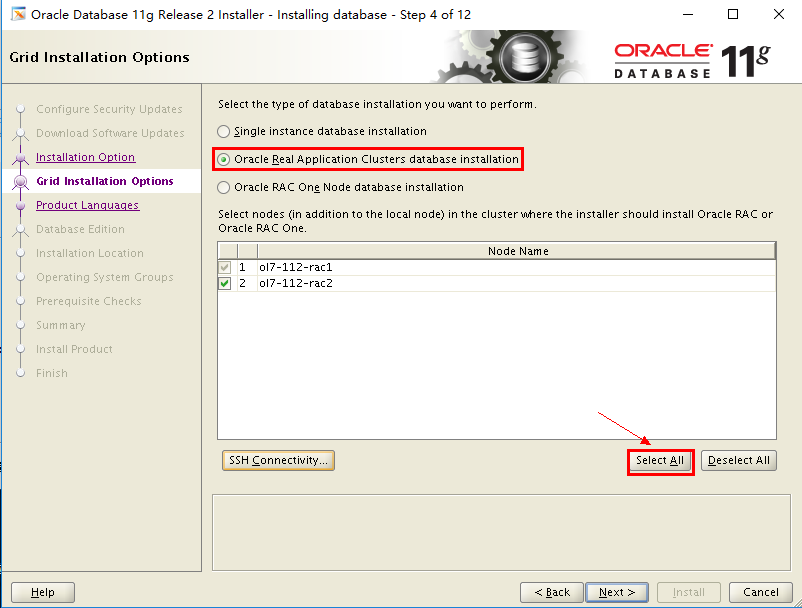 Oracle Database 11g Release 2 Installer - Installing database - Step 4 of 12
Grid Installation Options
ORACLE
DATABASE
11g
Configure Security Updates
Download Software Updates
Installation Option
Grid Installation Options
Product Languages
Database Edition
Installation Location
Operating System Groups
Prerequisite Checks
Summary
Install Product
Finish
Select the type of database installation you want to perform.
Single instance database installation
Oracle Real Application Clusters database installation
Oracle RAC One Node database installation
Select nodes (in addition to the local node) in the cluster where the installer should install Oracle RAC or
Oracle RAC One.
Node Name
1 ol7-112-rac1
2 ol7-112-rac2
SSH Connectivity...
Select All
Deselect All
Help
< Back
Next >
Install
Cancel